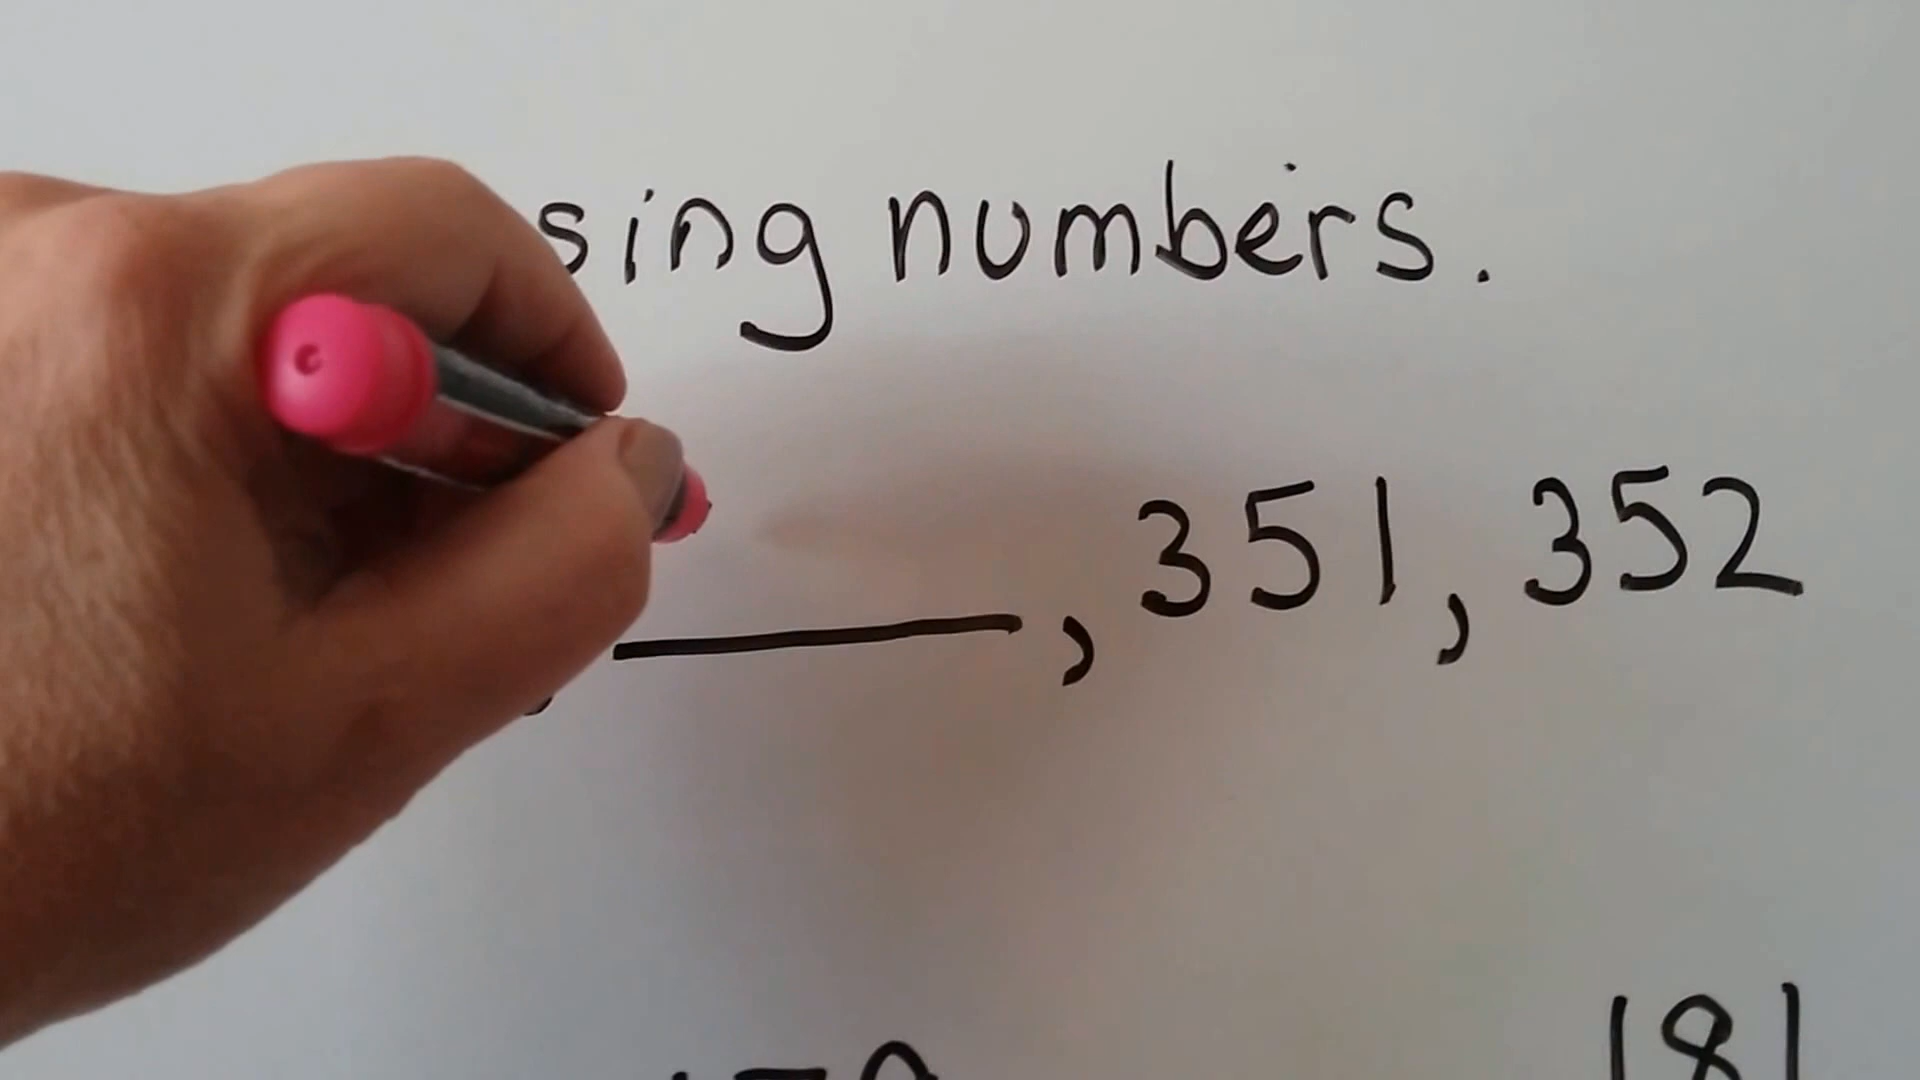 sing numbers.
, 351, 352
181